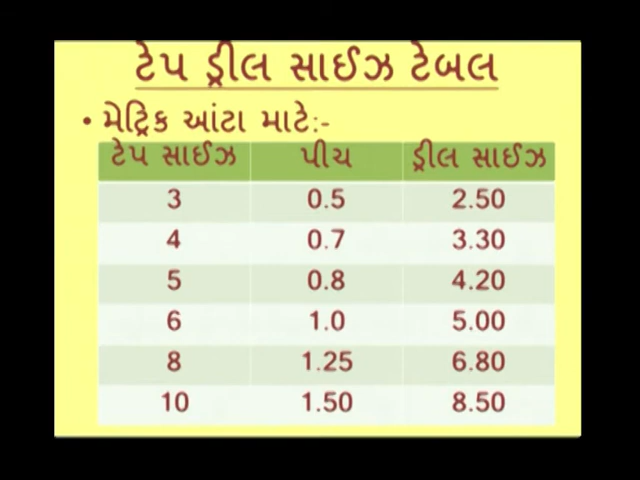 ટેપ ડ્રીલ સાઈઝ ટેબલ
• મેટ્રિક આંટા માટે:-
ટેપ સાઈઝ પીચ ડ્રીલ સાઈઝ
3 0.5 2.50
4 0.7 3.30
5 0.8 4.20
6 1.0 5.00
8 1.25 6.80
10 1.50 8.50